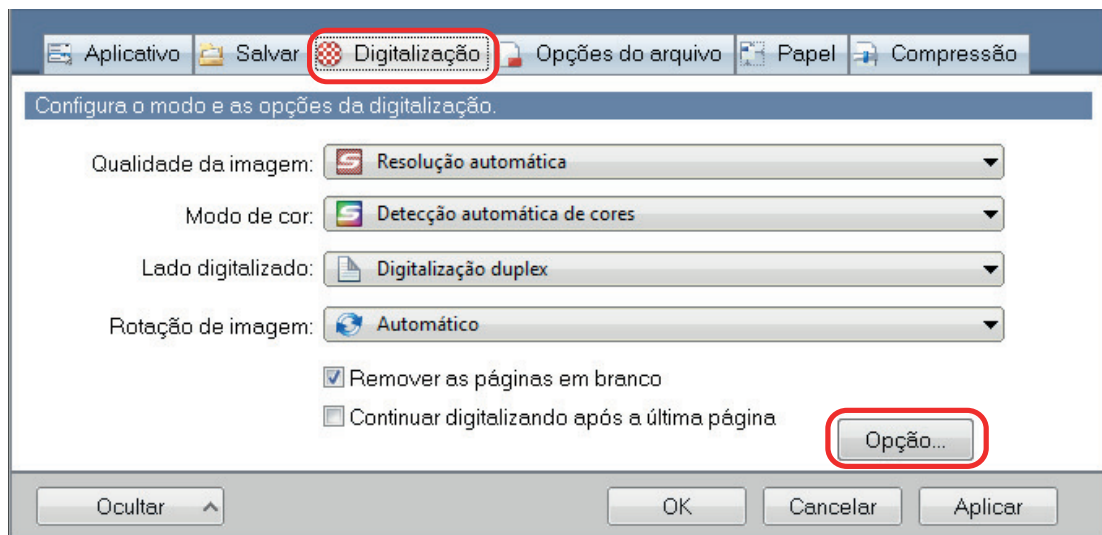 Aplicativo Salvar Digitalização Opções do arquivo Papel Compressão
Configura o modo e as opções da digitalização.
Qualidade da imagem: Resolução automática
Modo de cor: Detecção automática de cores
Lado digitalizado: Digitalização duplex
Rotação de imagem: Automático
Remover as páginas em branco
Continuar digitalizando após a última página
Opção...
Ocultar OK Cancelar Aplicar